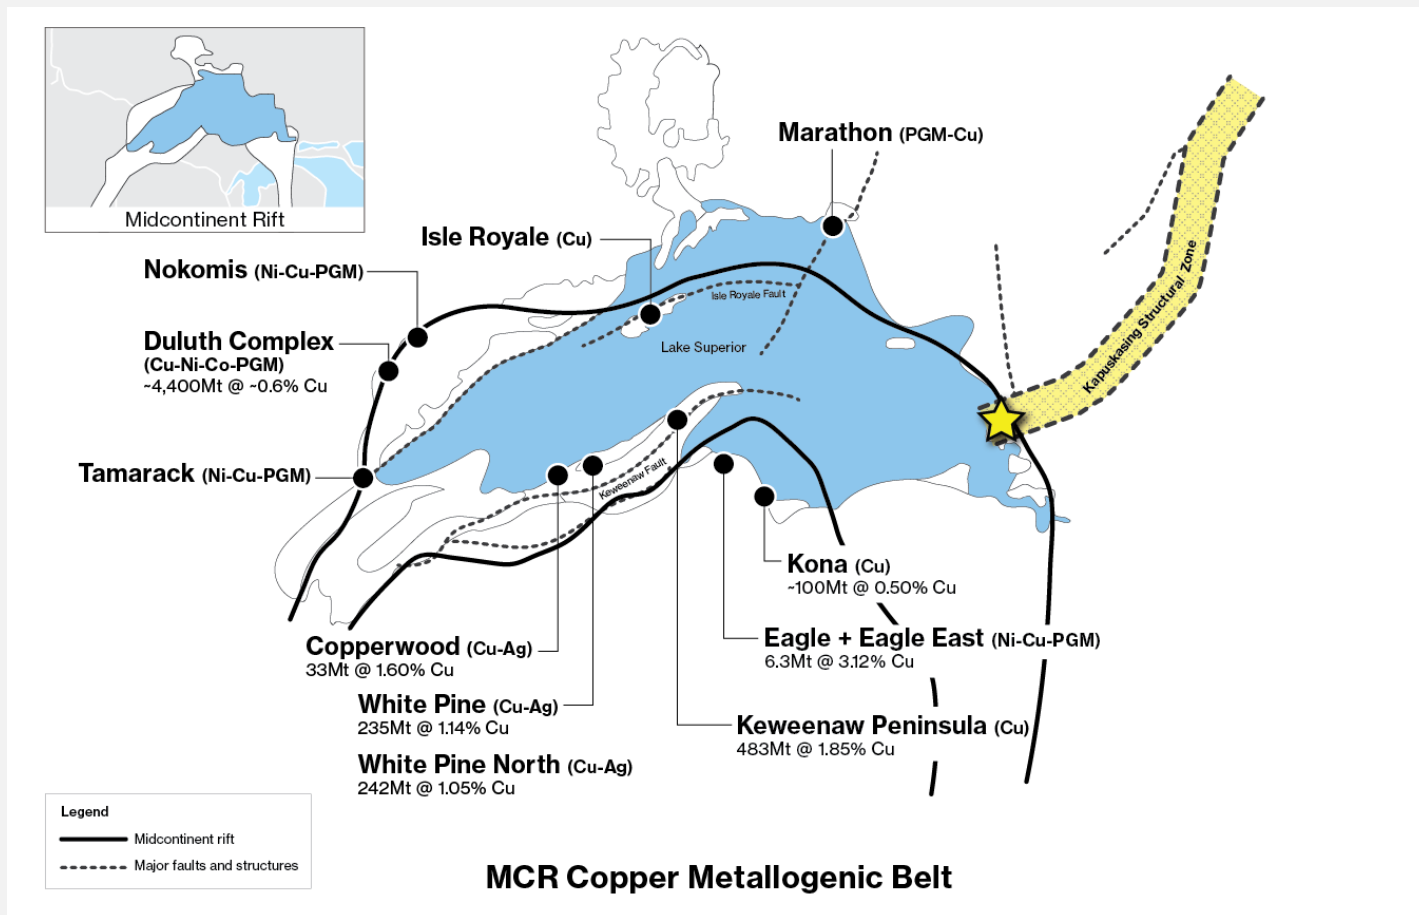 Midcontinent Rift
Marathon (PGM-Cu)
Isle Royale (Cu)
Nokomis (Ni-Cu-PGM)
Duluth Complex
(Cu-Ni-Co-PGM)
~4,400Mt @ ~0.6% Cu
Isle Royale Fault
Lake Superior
Kapuskasing Structural Zone
Tamarack (Ni-Cu-PGM)
Keweenaw Fault
Kona (Cu)
~100Mt @ 0.50% Cu
Copperwood (Cu-Ag)
33Mt @ 1.60% Cu
Eagle + Eagle East (Ni-Cu-PGM)
6.3Mt @ 3.12% Cu
White Pine (Cu-Ag)
235Mt @ 1.14% Cu
Keweenaw Peninsula (Cu)
483Mt @ 1.85% Cu
White Pine North (Cu-Ag)
242Mt @ 1.05% Cu
Legend
Midcontinent rift
Major faults and structures
MCR Copper Metallogenic Belt